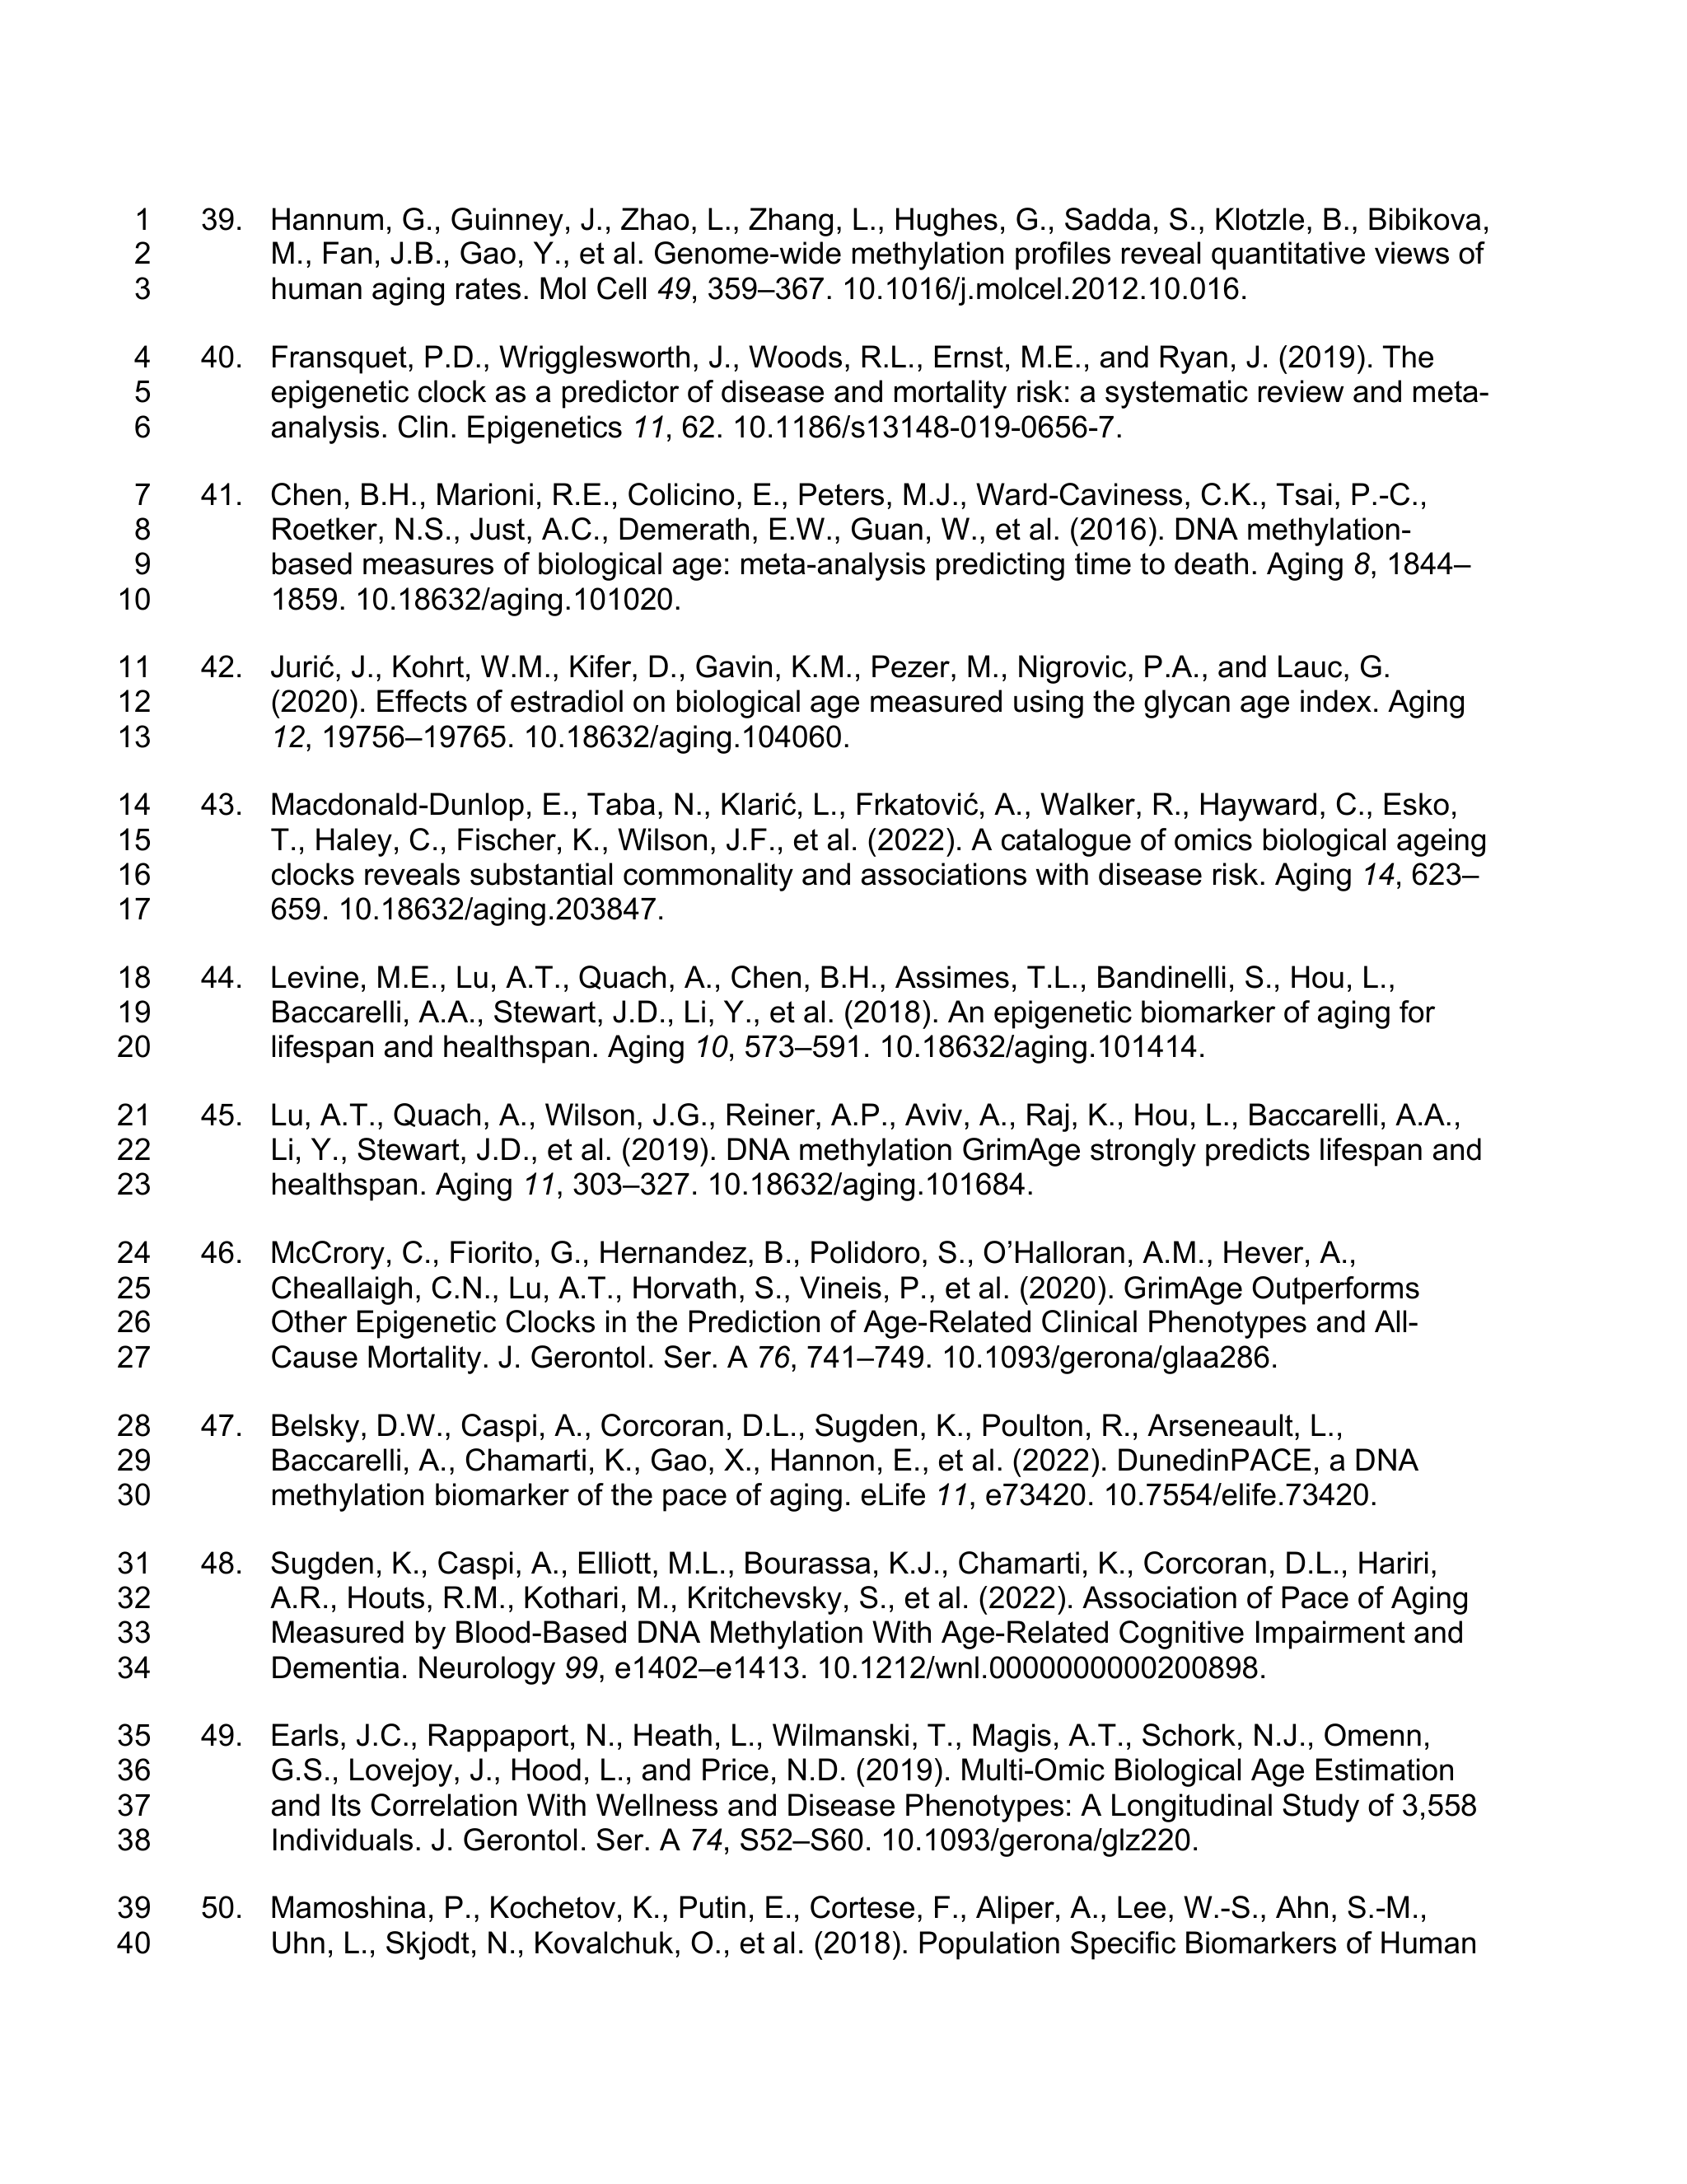 1 39. Hannum, G., Guinney, J., Zhao, L., Zhang, L., Hughes, G., Sadda, S., Klotzle, B., Bibikova,
2 M., Fan, J.B., Gao, Y., et al. Genome-wide methylation profiles reveal quantitative views of
3 human aging rates. Mol Cell 49, 359–367. 10.1016/j.molcel.2012.10.016.
4 40. Fransquet, P.D., Wrigglesworth, J., Woods, R.L., Ernst, M.E., and Ryan, J. (2019). The
5 epigenetic clock as a predictor of disease and mortality risk: a systematic review and meta-
6 analysis. Clin. Epigenetics 11, 62. 10.1186/s13148-019-0656-7.
7 41. Chen, B.H., Marioni, R.E., Colicino, E., Peters, M.J., Ward-Caviness, C.K., Tsai, P.-C.,
8 Roetker, N.S., Just, A.C., Demerath, E.W., Guan, W., et al. (2016). DNA methylation-
9 based measures of biological age: meta-analysis predicting time to death. Aging 8, 1844–
10 1859. 10.18632/aging.101020.
11 42. Jurić, J., Kohrt, W.M., Kifer, D., Gavin, K.M., Pezer, M., Nigrovic, P.A., and Lauc, G.
12 (2020). Effects of estradiol on biological age measured using the glycan age index. Aging
13 12, 19756–19765. 10.18632/aging.104060.
14 43. Macdonald-Dunlop, E., Taba, N., Klarić, L., Frkatović, A., Walker, R., Hayward, C., Esko,
15 T., Haley, C., Fischer, K., Wilson, J.F., et al. (2022). A catalogue of omics biological ageing
16 clocks reveals substantial commonality and associations with disease risk. Aging 14, 623–
17 659. 10.18632/aging.203847.
18 44. Levine, M.E., Lu, A.T., Quach, A., Chen, B.H., Assimes, T.L., Bandinelli, S., Hou, L.,
19 Baccarelli, A.A., Stewart, J.D., Li, Y., et al. (2018). An epigenetic biomarker of aging for
20 lifespan and healthspan. Aging 10, 573–591. 10.18632/aging.101414.
21 45. Lu, A.T., Quach, A., Wilson, J.G., Reiner, A.P., Aviv, A., Raj, K., Hou, L., Baccarelli, A.A.,
22 Li, Y., Stewart, J.D., et al. (2019). DNA methylation GrimAge strongly predicts lifespan and
23 healthspan. Aging 11, 303–327. 10.18632/aging.101684.
24 46. McCrory, C., Fiorito, G., Hernandez, B., Polidoro, S., O’Halloran, A.M., Hever, A.,
25 Cheallaigh, C.N., Lu, A.T., Horvath, S., Vineis, P., et al. (2020). GrimAge Outperforms
26 Other Epigenetic Clocks in the Prediction of Age-Related Clinical Phenotypes and All-
27 Cause Mortality. J. Gerontol. Ser. A 76, 741–749. 10.1093/gerona/glaa286.
28 47. Belsky, D.W., Caspi, A., Corcoran, D.L., Sugden, K., Poulton, R., Arseneault, L.,
29 Baccarelli, A., Chamarti, K., Gao, X., Hannon, E., et al. (2022). DunedinPACE, a DNA
30 methylation biomarker of the pace of aging. eLife 11, e73420. 10.7554/elife.73420.
31 48. Sugden, K., Caspi, A., Elliott, M.L., Bourassa, K.J., Chamarti, K., Corcoran, D.L., Hariri,
32 A.R., Houts, R.M., Kothari, M., Kritchevsky, S., et al. (2022). Association of Pace of Aging
33 Measured by Blood-Based DNA Methylation With Age-Related Cognitive Impairment and
34 Dementia. Neurology 99, e1402–e1413. 10.1212/wnl.0000000000200898.
35 49. Earls, J.C., Rappaport, N., Heath, L., Wilmanski, T., Magis, A.T., Schork, N.J., Omenn,
36 G.S., Lovejoy, J., Hood, L., and Price, N.D. (2019). Multi-Omic Biological Age Estimation
37 and Its Correlation With Wellness and Disease Phenotypes: A Longitudinal Study of 3,558
38 Individuals. J. Gerontol. Ser. A 74, S52–S60. 10.1093/gerona/glz220.
39 50. Mamoshina, P., Kochetov, K., Putin, E., Cortese, F., Aliper, A., Lee, W.-S., Ahn, S.-M.,
40 Uhn, L., Skjodt, N., Kovalchuk, O., et al. (2018). Population Specific Biomarkers of Human